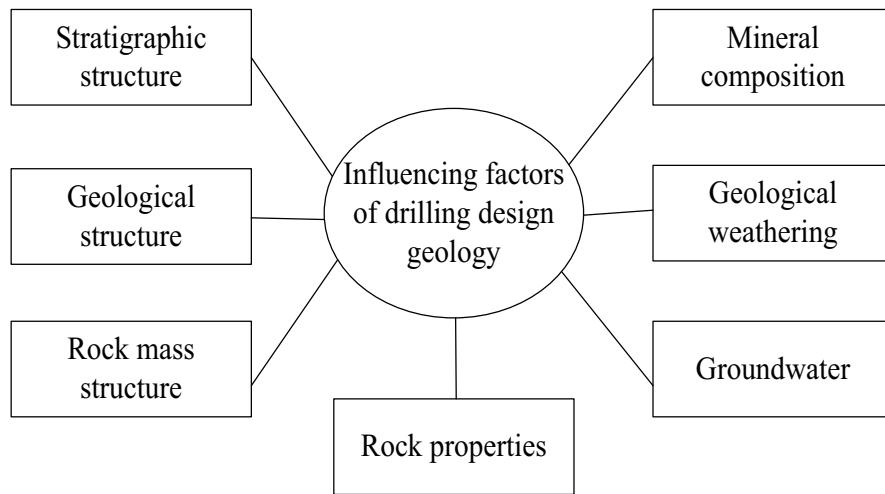 Stratigraphic
structure
Mineral
composition
Influencing factors
of drilling design
geology
Geological
structure
Geological
weathering
Rock mass
structure
Groundwater
Rock properties